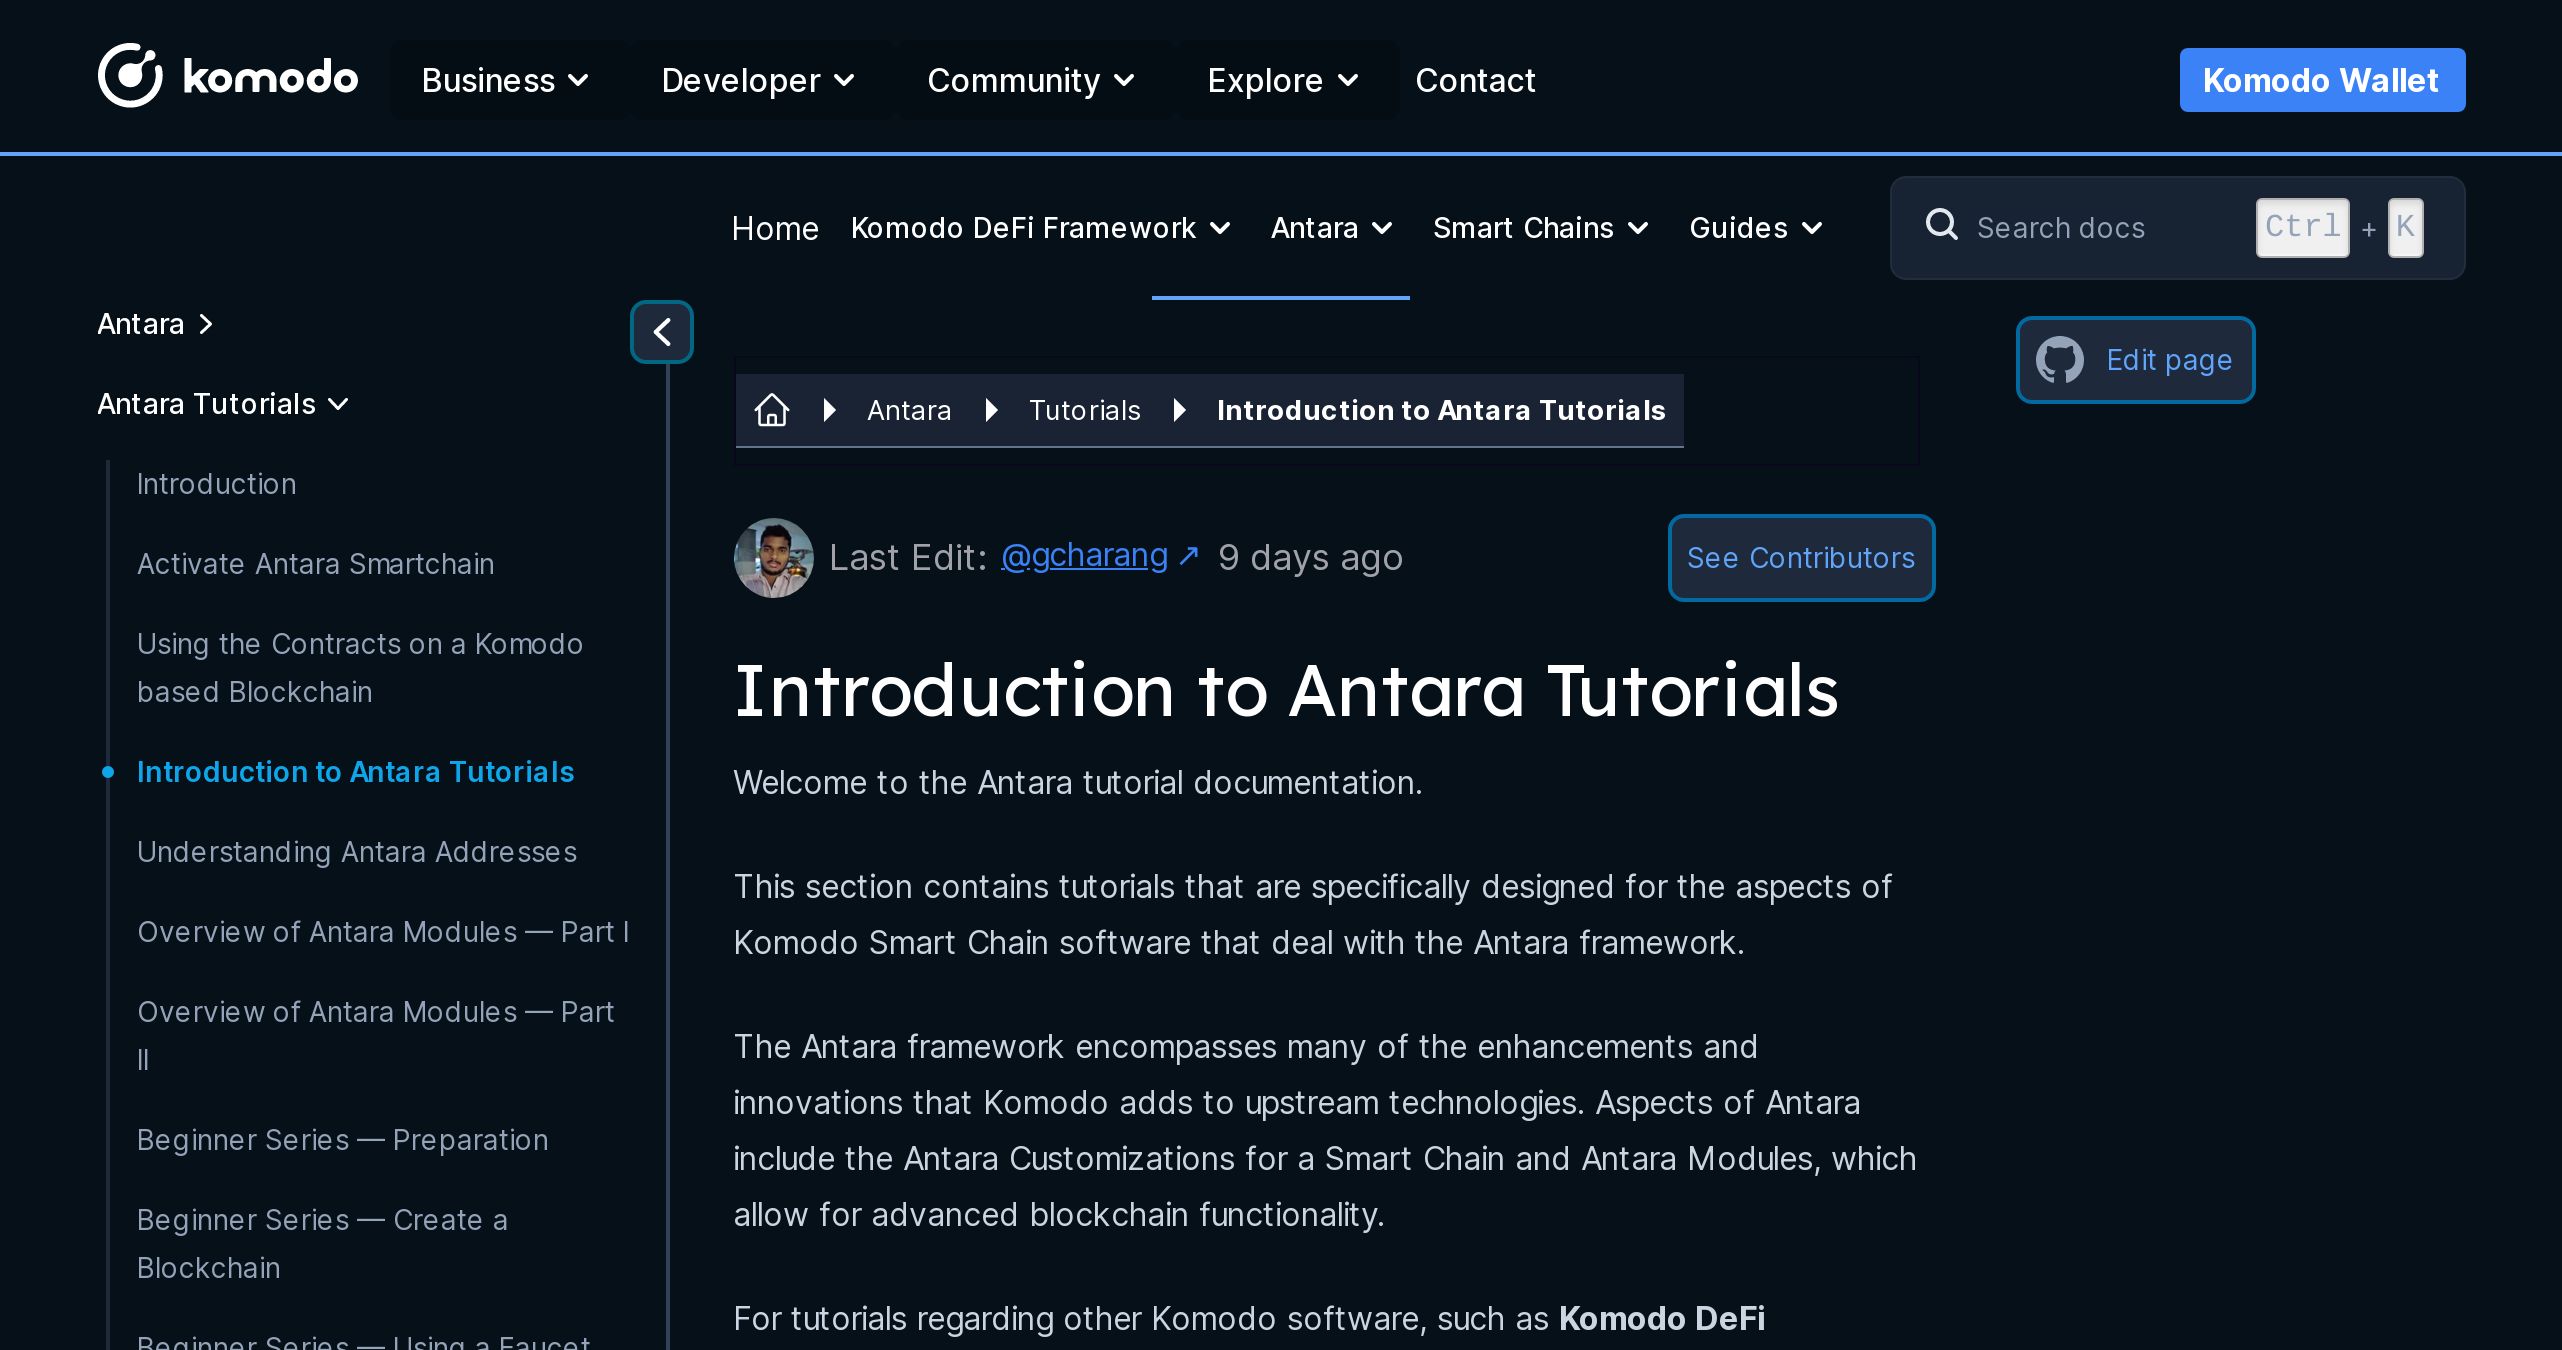 komodo
Business
Developer
Community
Explore
Contact
Komodo Wallet
Home
Komodo DeFi Framework
Antara
Smart Chains
Guides
Search docs
Ctrl + K
Antara
Antara Tutorials
Introduction
Activate Antara Smartchain
Using the Contracts on a Komodo
based Blockchain
Introduction to Antara Tutorials
Understanding Antara Addresses
Overview of Antara Modules — Part I
Overview of Antara Modules — Part
II
Beginner Series — Preparation
Beginner Series — Create a
Blockchain
Beginner Series — Using a Faucet
Edit page
Antara
Tutorials
Introduction to Antara Tutorials
Last Edit: @gcharang ↗ 9 days ago
See Contributors
Introduction to Antara Tutorials
Welcome to the Antara tutorial documentation.
This section contains tutorials that are specifically designed for the aspects of
Komodo Smart Chain software that deal with the Antara framework.
The Antara framework encompasses many of the enhancements and
innovations that Komodo adds to upstream technologies. Aspects of Antara
include the Antara Customizations for a Smart Chain and Antara Modules, which
allow for advanced blockchain functionality.
For tutorials regarding other Komodo software, such as Komodo DeFi